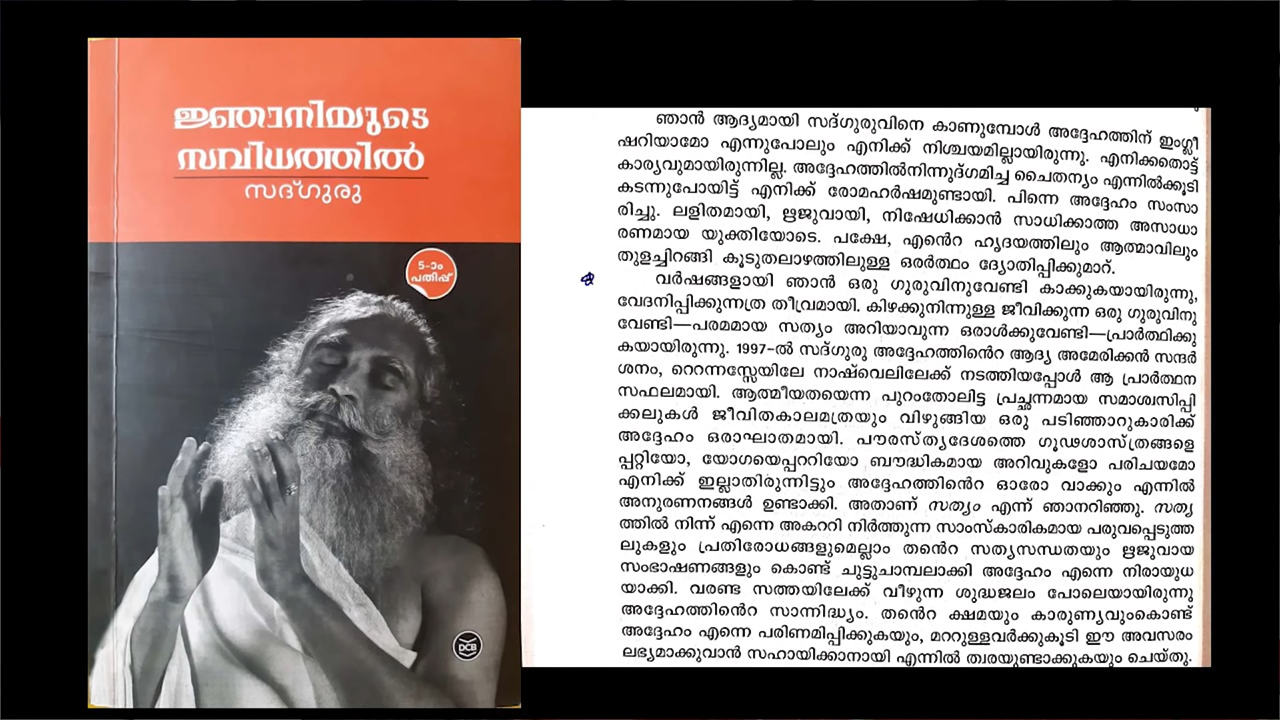 ജ്ഞാനിയുടെ
സവിധത്തിൽ
സദ്ഗുരു
5-ാം
പതിപ്പ്
DCB
ഞാൻ ആദ്യമായി സദ്ഗുരുവിനെ കാണുമ്പോൾ അദ്ദേഹത്തിന് ഇംഗ്ലീ
ഷറിയാമോ എന്നുപോലും എനിക്ക് നിശ്ചയമില്ലായിരുന്നു. എനിക്കതൊട്ട്
കാര്യവുമായിരുന്നില്ല. അദ്ദേഹത്തിൽനിന്നുദ്ഗമിച്ച ചൈതന്യം എന്നിൽക്കൂടി
കടന്നുപോയിട്ട് എനിക്ക് രോമഹർഷമുണ്ടായി. പിന്നെ അദ്ദേഹം സംസാ
രിച്ചു. ലളിതമായി, ഋജുവായി, നിഷേധിക്കാൻ സാധിക്കാത്ത അസാധാ
രണമായ യുക്തിയോടെ. പക്ഷേ, എന്റെ ഹൃദയത്തിലും ആത്മാവിലും
തുളച്ചിറങ്ങി കൂടുതലാഴത്തിലുള്ള ഒരർത്ഥം ദ്യോതിപ്പിക്കുമാറ്.
വർഷങ്ങളായി ഞാൻ ഒരു ഗുരുവിനുവേണ്ടി കാക്കുകയായിരുന്നു,
വേദനിപ്പിക്കുന്നത്ര തീവ്രമായി. കിഴക്കുനിന്നുള്ള ജീവിക്കുന്ന ഒരു ഗുരുവിനു
വേണ്ടി—പരമമായ സത്യം അറിയാവുന്ന ഒരാൾക്കുവേണ്ടി—പ്രാർത്ഥിക്കു
കയായിരുന്നു. 1997-ൽ സദ്ഗുരു അദ്ദേഹത്തിന്റെ ആദ്യ അമേരിക്കൻ സന്ദർ
ശനം, റെറന്നസ്സേയിലേ നാഷ്‌വെലിലേക്ക് നടത്തിയപ്പോൾ ആ പ്രാർത്ഥന
സഫലമായി. ആത്മീയതയെന്ന പുറംതോലിട്ട പ്രച്ഛന്നമായ സമാശ്വസിപ്പി
ക്കലുകൾ ജീവിതകാലമത്രയും വിഴുങ്ങിയ ഒരു പടിഞ്ഞാറുകാരിക്ക്
അദ്ദേഹം ഒരാഘാതമായി. പൗരസ്ത്യദേശത്തെ ഗൂഢശാസ്ത്രങ്ങളെ
പ്പറ്റിയോ, യോഗയെപ്പററിയോ ബൗദ്ധികമായ അറിവുകളോ പരിചയമോ
എനിക്ക് ഇല്ലാതിരുന്നിട്ടും അദ്ദേഹത്തിന്റെ ഓരോ വാക്കും എന്നിൽ
അനുരണനങ്ങൾ ഉണ്ടാക്കി. അതാണ് സത്യം എന്ന് ഞാനറിഞ്ഞു. സത്യ
ത്തിൽ നിന്ന് എന്നെ അകററി നിർത്തുന്ന സാംസ്കാരികമായ പരുവപ്പെടുത്ത
ലുകളും പ്രതിരോധങ്ങളുമെല്ലാം തന്റെ സത്യസന്ധതയും ഋജുവായ
സംഭാഷണങ്ങളും കൊണ്ട് ചുട്ടുചാമ്പലാക്കി അദ്ദേഹം എന്നെ നിരായുധ
യാക്കി. വരണ്ട സത്തയിലേക്ക് വീഴുന്ന ശുദ്ധജലം പോലെയായിരുന്നു
അദ്ദേഹത്തിന്റെ സാന്നിദ്ധ്യം. തന്റെ ക്ഷമയും കാരുണ്യവുംകൊണ്ട്
അദ്ദേഹം എന്നെ പരിണമിപ്പിക്കുകയും, മററുള്ളവർക്കുകൂടി ഈ അവസരം
ലഭ്യമാക്കുവാൻ സഹായിക്കാനായി എന്നിൽ ത്വരയുണ്ടാക്കുകയും ചെയ്തു.